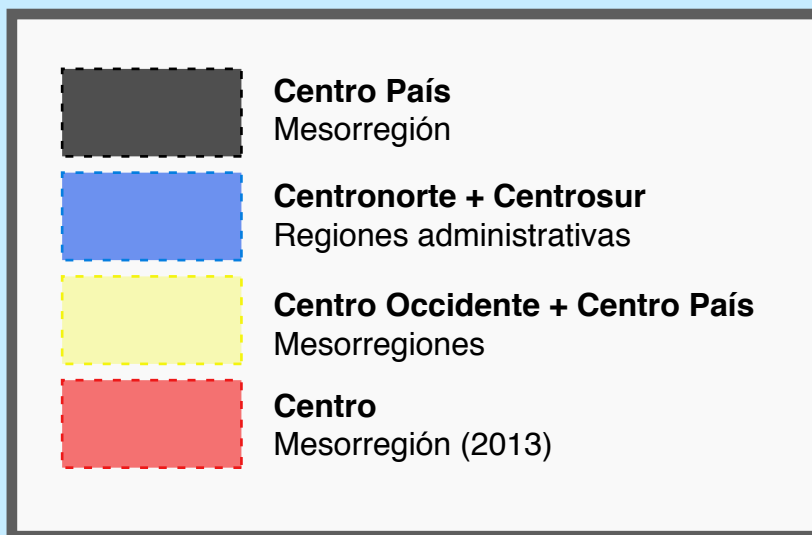 Centro País
Mesorregión
Centronorte + Centrosur
Regiones administrativas
Centro Occidente + Centro País
Mesorregiones
Centro
Mesorregión (2013)